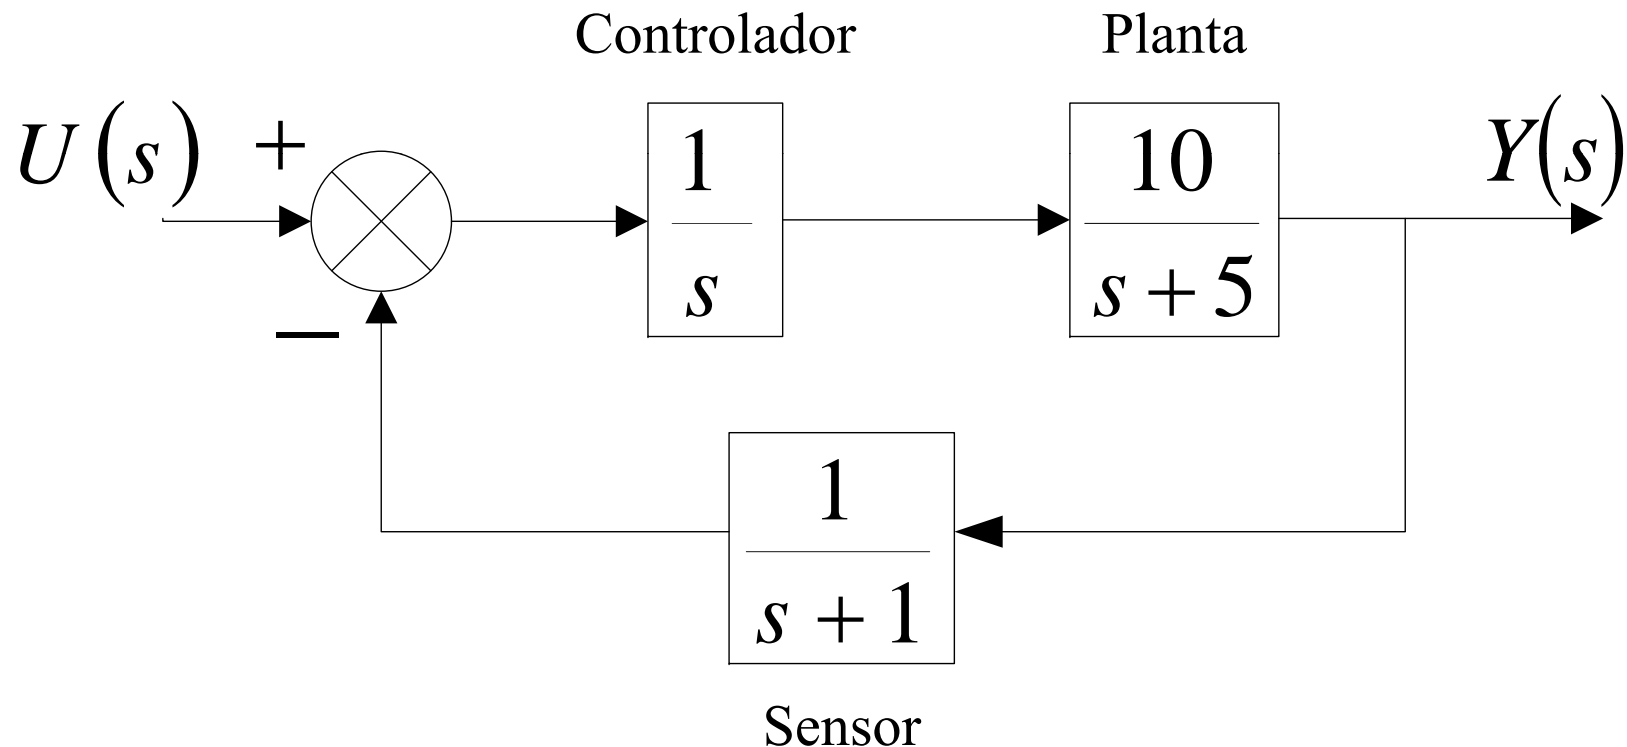 Controlador
Planta
U(s)
+
1
s
10
s + 5
Y(s)
−
1
s + 1
Sensor